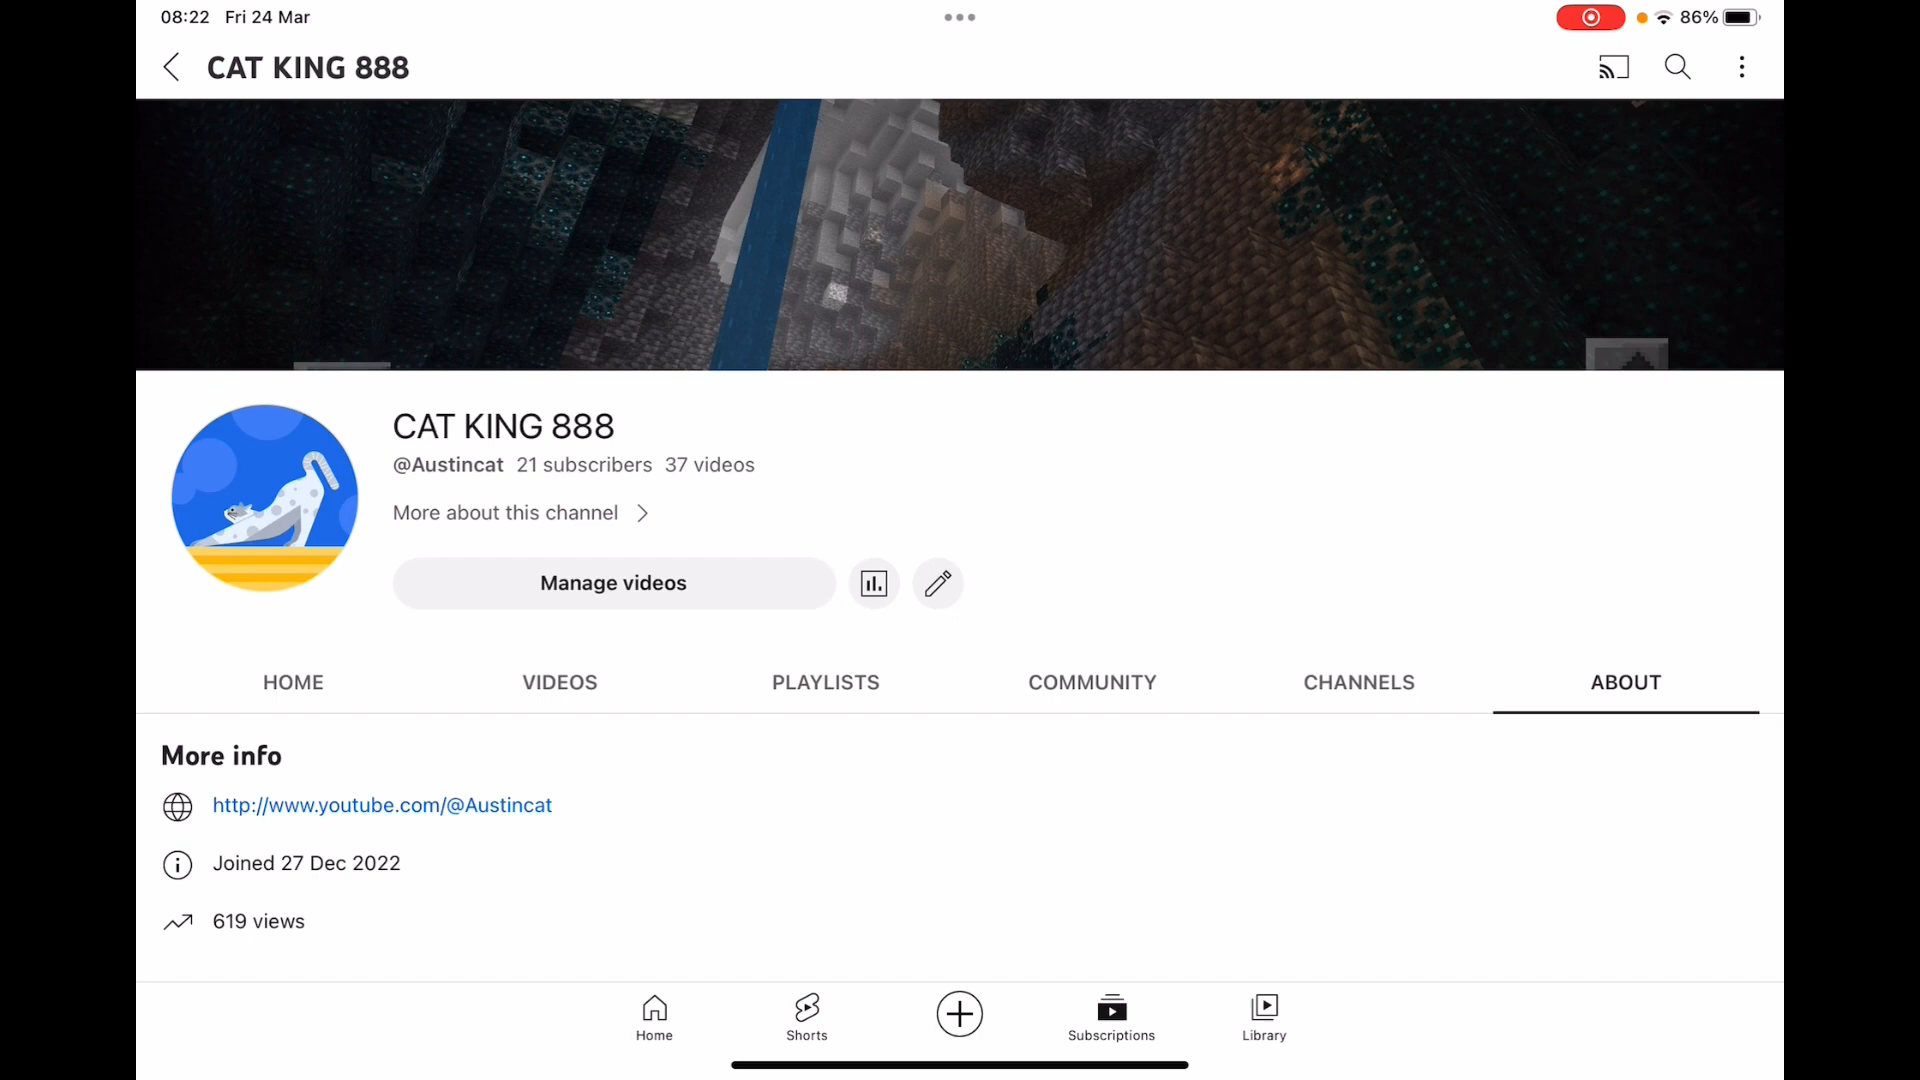 08:22 Fri 24 Mar
86%
CAT KING 888
CAT KING 888
@Austincat 21 subscribers 37 videos
More about this channel
Manage videos
HOME VIDEOS PLAYLISTS COMMUNITY CHANNELS ABOUT
More info
http://www.youtube.com/@Austincat
Joined 27 Dec 2022
619 views
Home Shorts Subscriptions Library